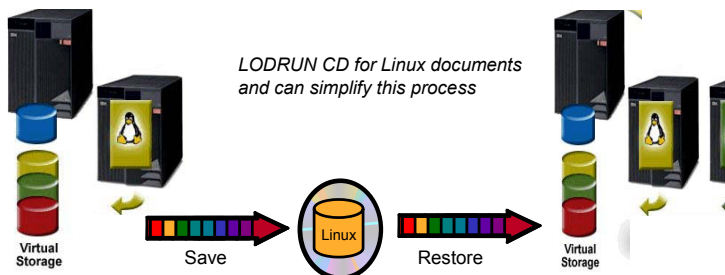 LODRUN CD for Linux documents
and can simplify this process
Linux
Save
Restore
Virtual
Storage
Virtual
Storage